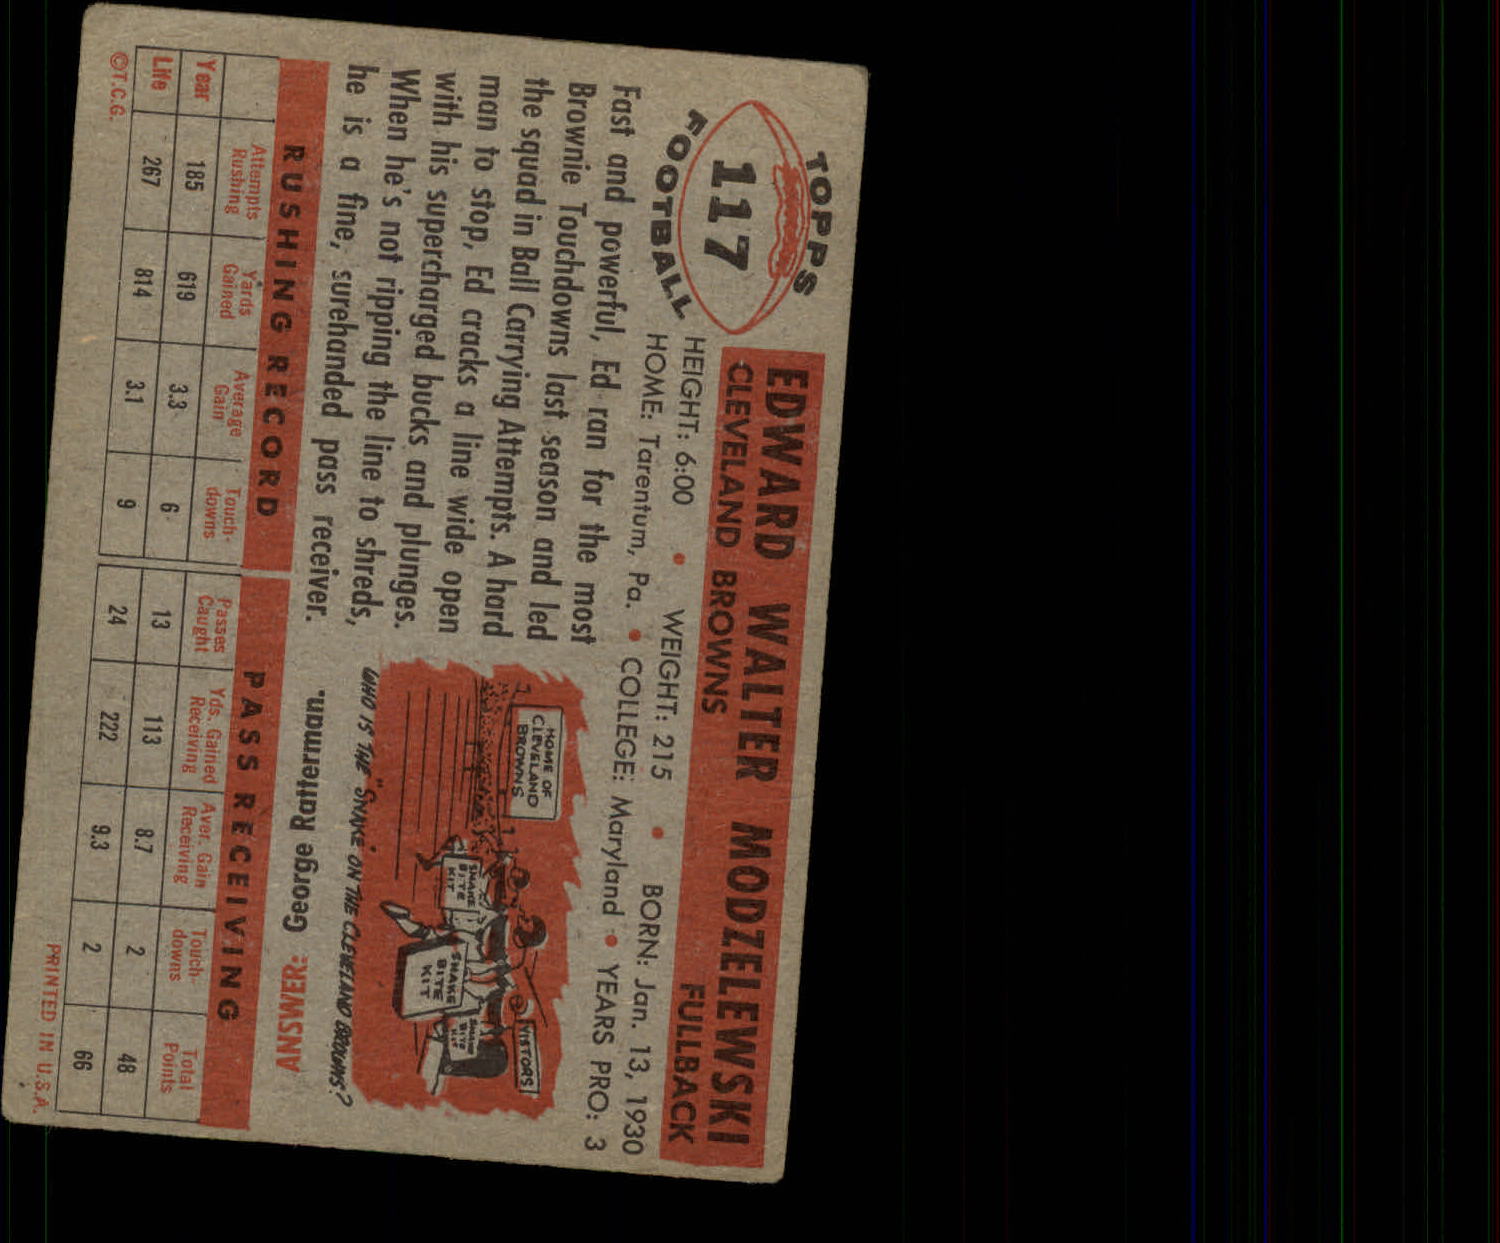 TOPPS
117
FOOTBALL
EDWARD WALTER MODZELEWSKI
CLEVELAND BROWNS FULLBACK
HEIGHT: 6:00 • WEIGHT: 215 • BORN: Jan. 13, 1930
HOME: Tarentum, Pa. • COLLEGE: Maryland • YEARS PRO: 3
Fast and powerful, Ed ran for the most
Brownie Touchdowns last season and led
the squad in Ball Carrying Attempts. A hard
man to stop, Ed cracks a line wide open
with his supercharged bucks and plunges.
When he's not ripping the line to shreds,
he is a fine, surehanded pass receiver.
HOME OF
CLEVELAND
BROWNS
VISTORS
SNAKE
BITE
KIT
SNAKE
BITE
KIT
SNAKE
BITE
KIT
WHO IS THE "SNAKE" ON THE CLEVELAND BROWNS?
ANSWER: George Ratterman.
RUSHING RECORD PASS RECEIVING
Attempts Rushing Yards Gained Average Gain Touch-downs Passes Caught Yds. Gained Receiving Aver. Gain Receiving Touch-downs Total Points
Year 185 619 3.3 6 13 113 8.7 2 48
Life 267 814 3.1 9 24 222 9.3 2 66
©T.C.G. PRINTED IN U.S.A.